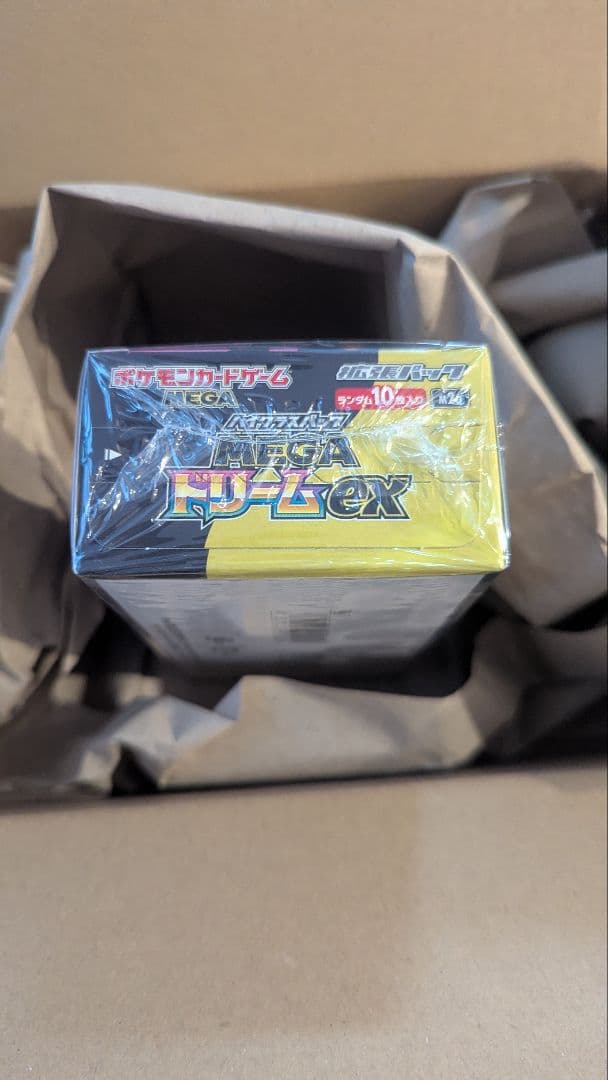 ポケモンカードゲーム
MEGA
拡張パック
ランダム10枚入り
M2a
ハイクラスパック
MEGA
ドリームex